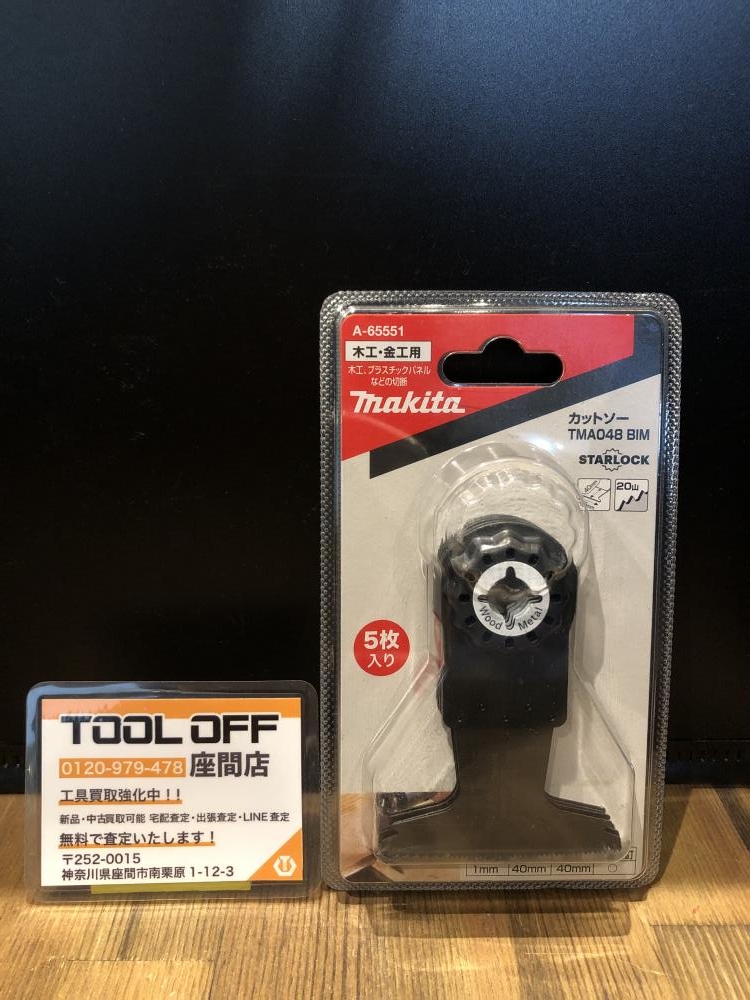 A-65551
木工・金工用
木工、プラスチックパネル
などの切断
makita
カットソー
TMA048 BIM
STARLOCK
20山
Wood Metal
5枚
入り
1mm 40mm 40mm
TOOL OFF
0120-979-478 座間店
工具買取強化中!!
新品・中古買取可能 宅配査定・出張査定・LINE査定
無料で査定いたします!
〒252-0015
神奈川県座間市南栗原1-12-3